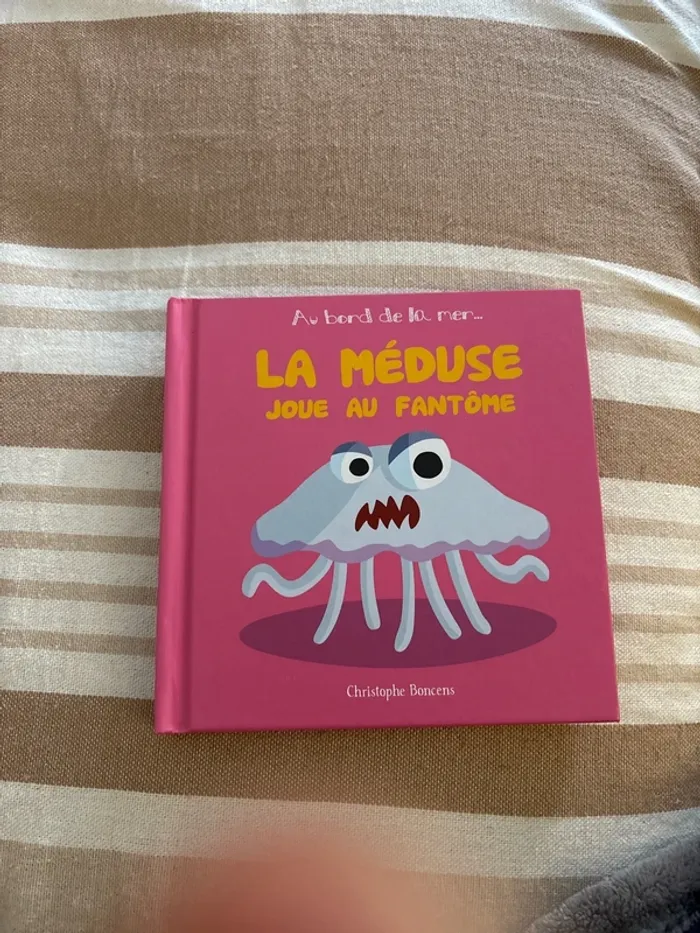 Au bord de la mer...
LA MÉDUSE
JOUE AU FANTÔME
Christophe Boncens